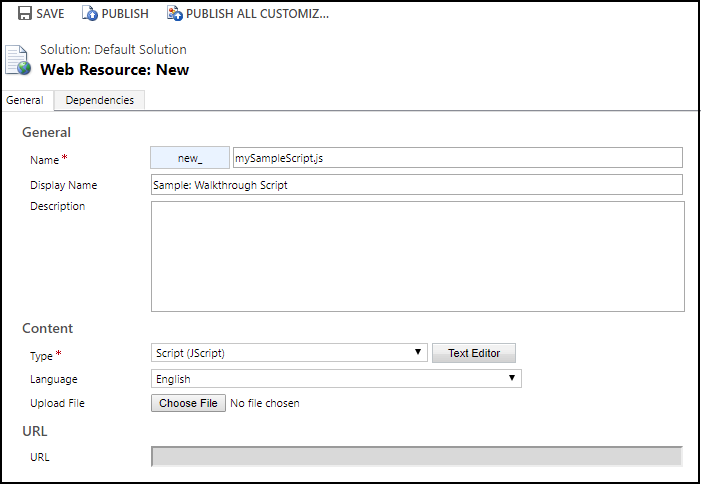 SAVE PUBLISH PUBLISH ALL CUSTOMIZ...
Solution: Default Solution
Web Resource: New
General Dependencies
General
Name * new_ mySampleScript.js
Display Name Sample: Walkthrough Script
Description
Content
Type * Script (JScript) Text Editor
Language English
Upload File Choose File No file chosen
URL
URL